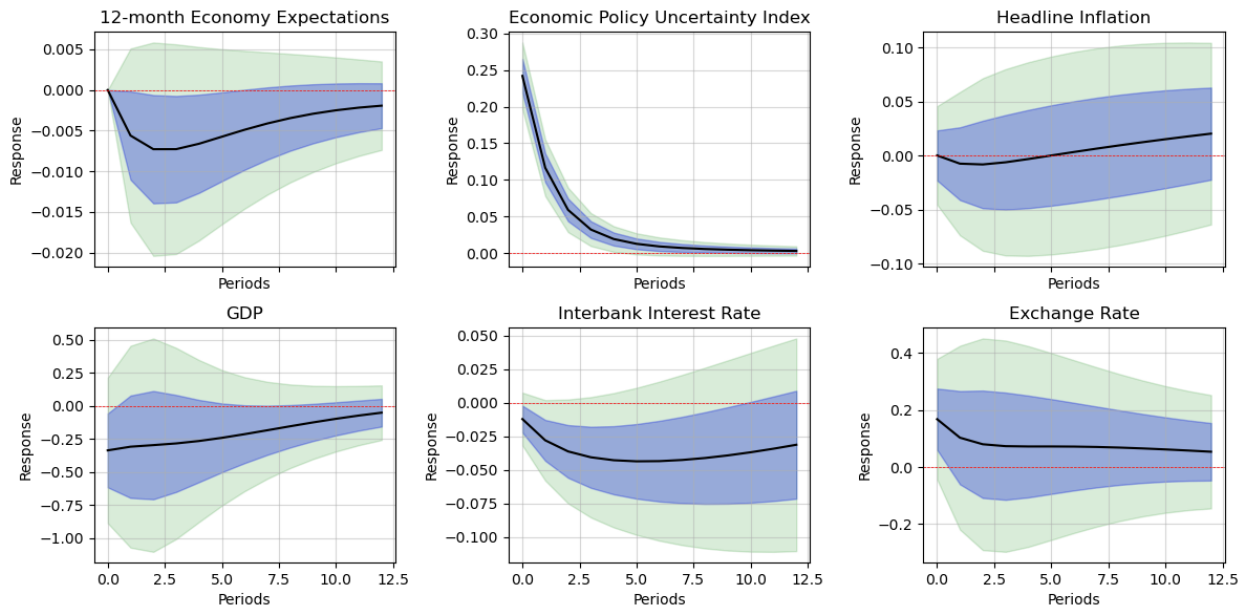 12-month Economy Expectations
0.005
0.000
−0.005
−0.010
−0.015
−0.020
Response
Periods
Economic Policy Uncertainty Index
0.30
0.25
0.20
0.15
0.10
0.05
0.00
Response
Periods
Headline Inflation
0.10
0.05
0.00
−0.05
−0.10
Response
Periods
GDP
0.50
0.25
0.00
−0.25
−0.50
−0.75
−1.00
Response
0.0 2.5 5.0 7.5 10.0 12.5
Periods
Interbank Interest Rate
0.050
0.025
0.000
−0.025
−0.050
−0.075
−0.100
Response
0.0 2.5 5.0 7.5 10.0 12.5
Periods
Exchange Rate
0.4
0.2
0.0
−0.2
Response
0.0 2.5 5.0 7.5 10.0 12.5
Periods